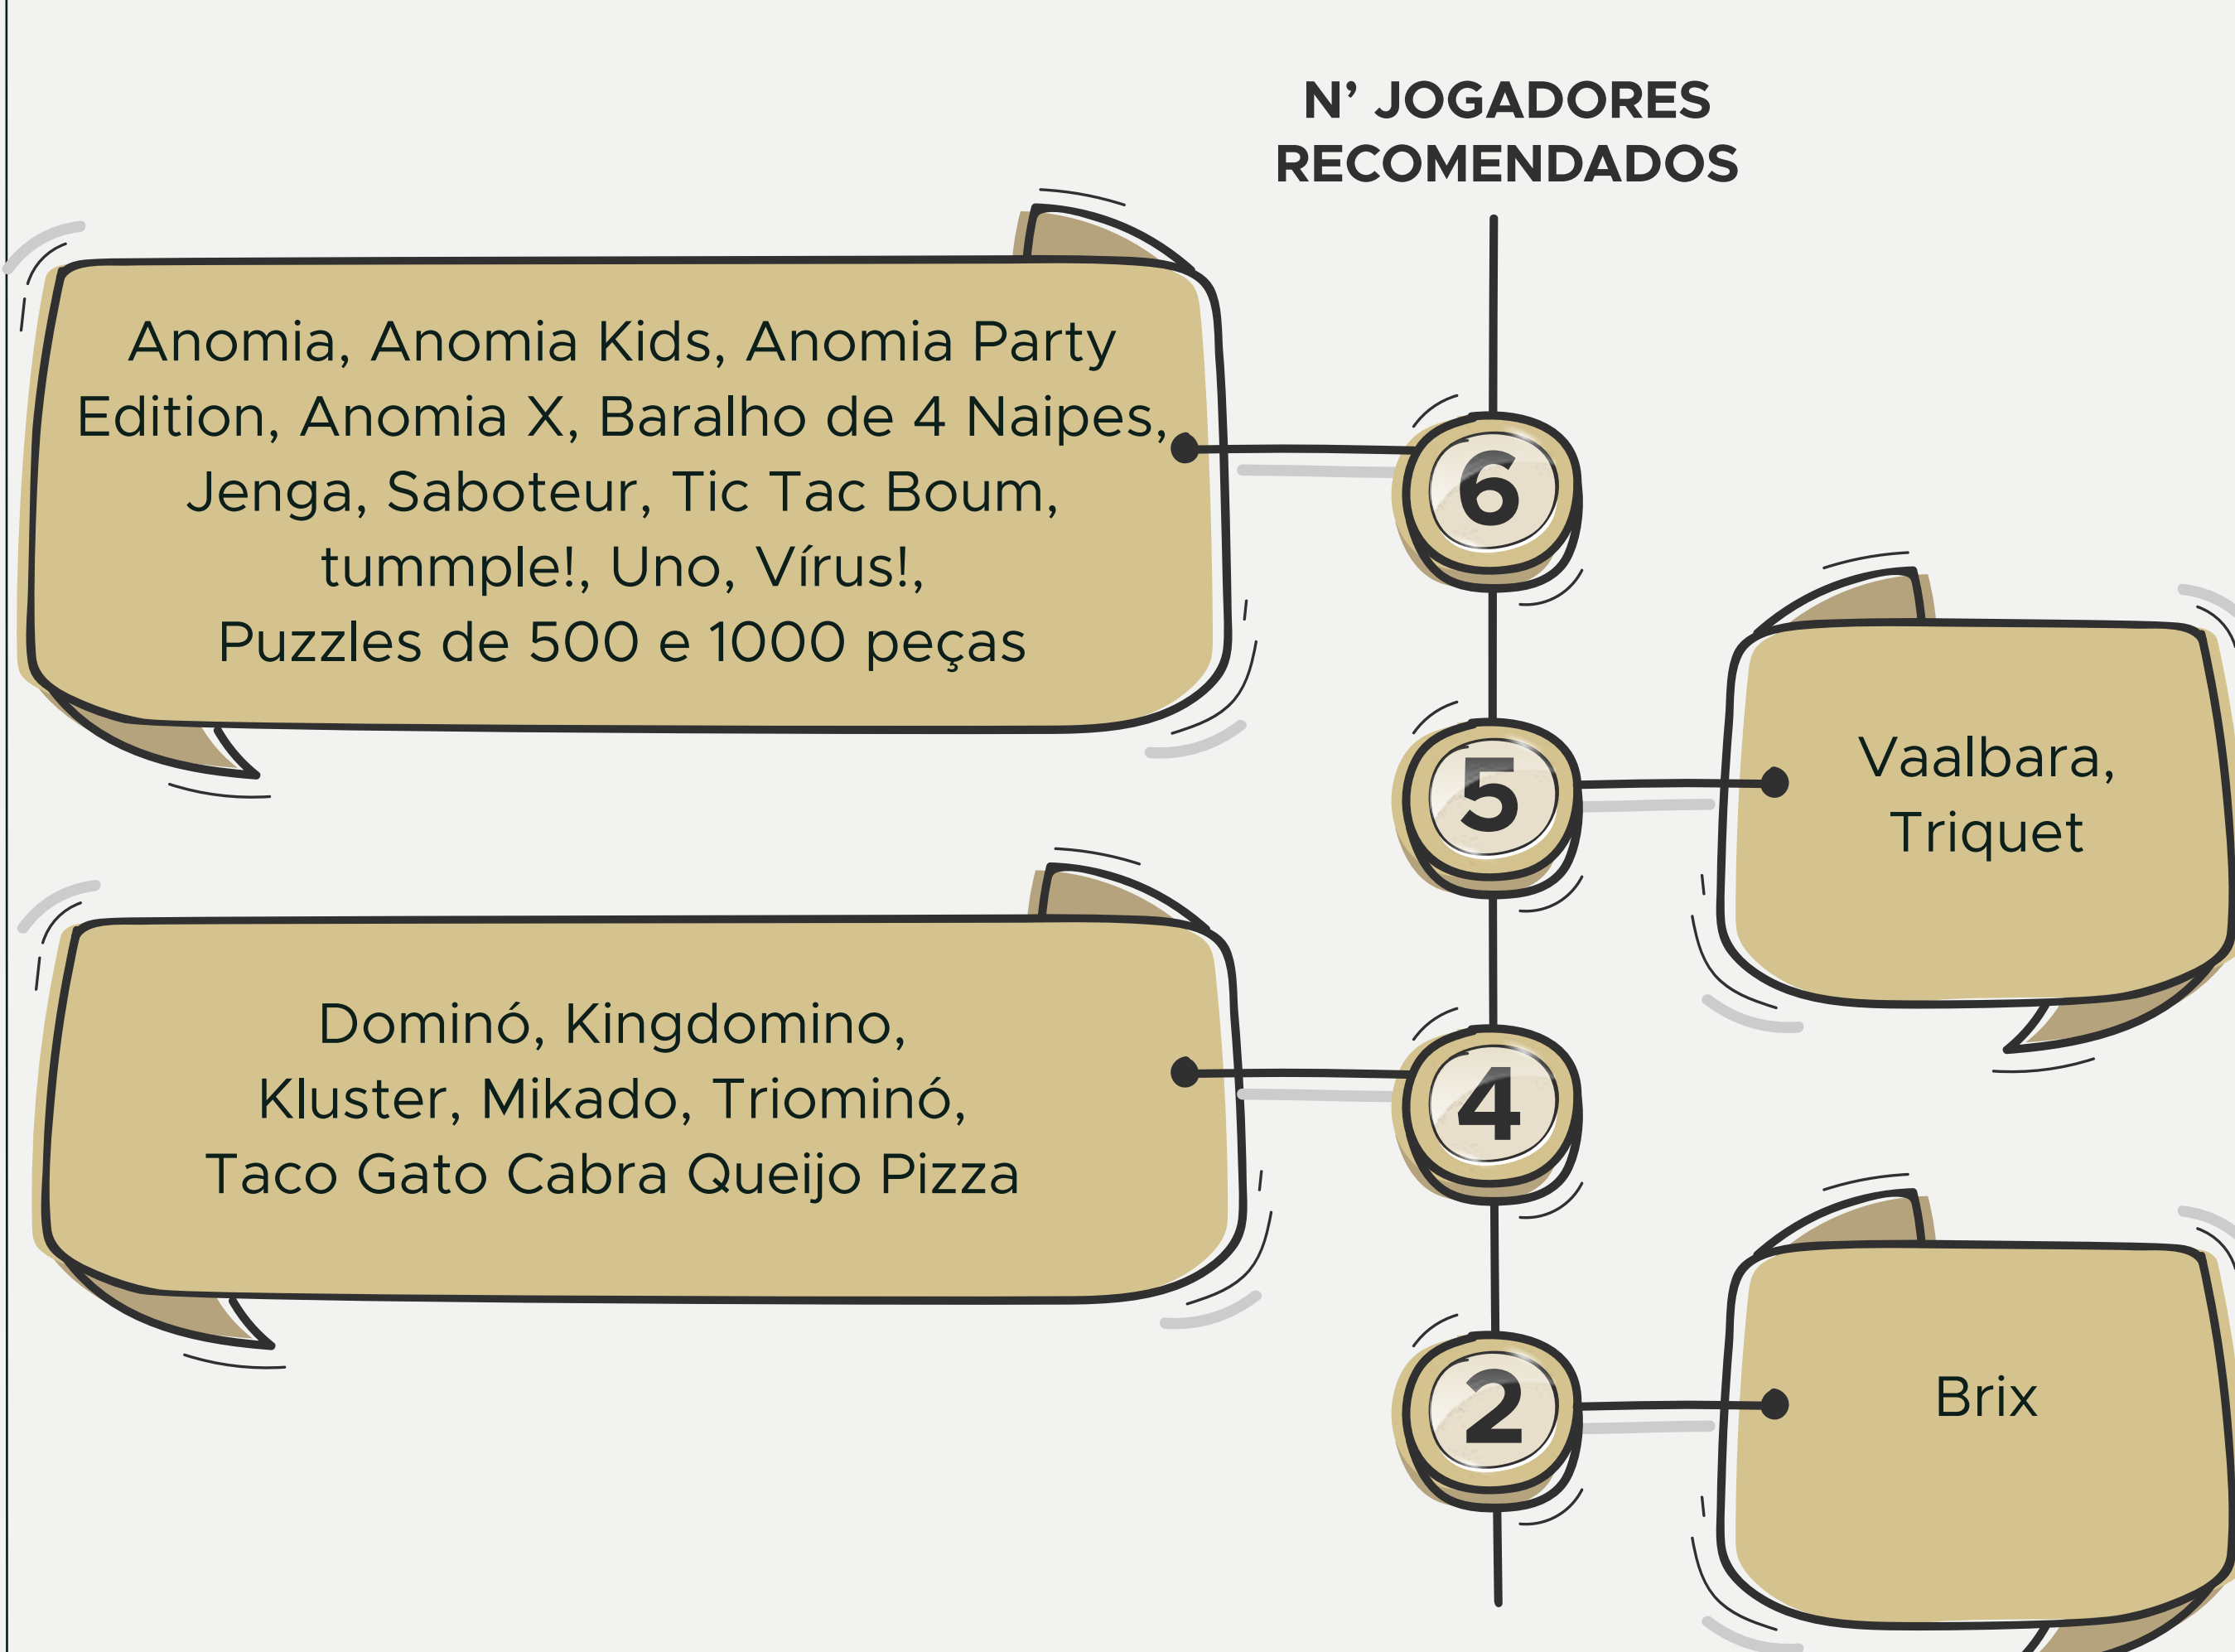 N’ JOGADORES
RECOMENDADOS
Anomia, Anomia Kids, Anomia Party
Edition, Anomia X, Baralho de 4 Naipes,
Jenga, Saboteur, Tic Tac Boum,
tummple!, Uno, Vírus!,
Puzzles de 500 e 1000 peças
6
5
Vaalbara,
Triquet
Dominó, Kingdomino,
Kluster, Mikado, Triominó,
Taco Gato Cabra Queijo Pizza
4
2
Brix